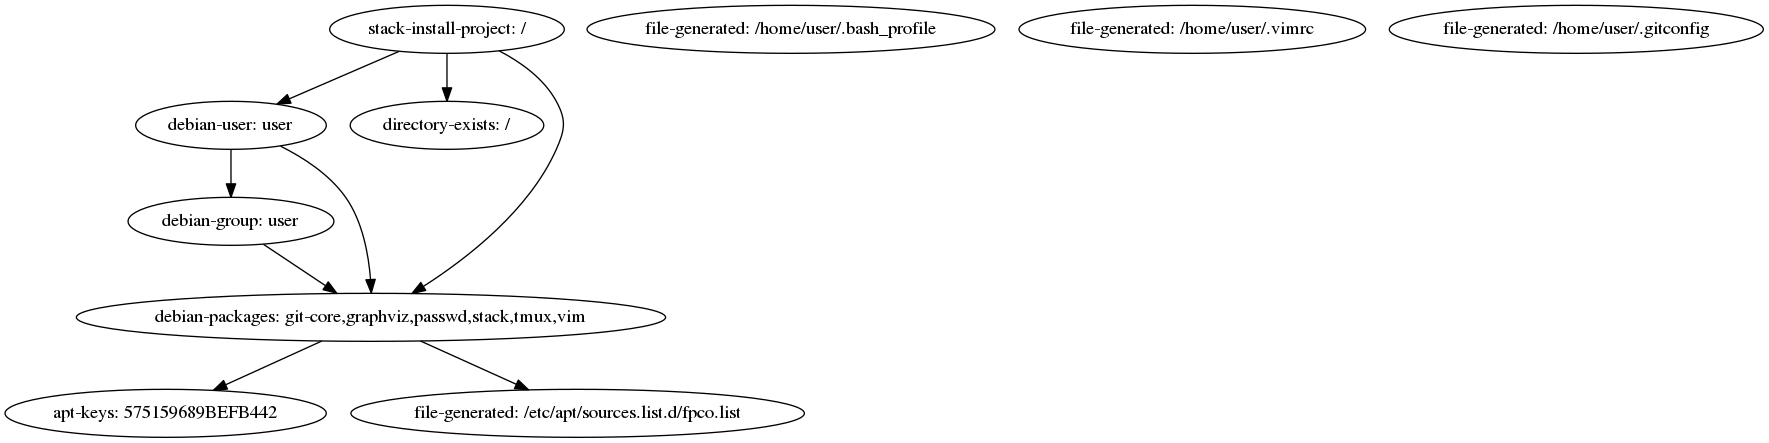 stack-install-project: /
file-generated: /home/user/.bash_profile
file-generated: /home/user/.vimrc
file-generated: /home/user/.gitconfig
debian-user: user
directory-exists: /
debian-group: user
debian-packages: git-core,graphviz,passwd,stack,tmux,vim
apt-keys: 575159689BEFB442
file-generated: /etc/apt/sources.list.d/fpco.list